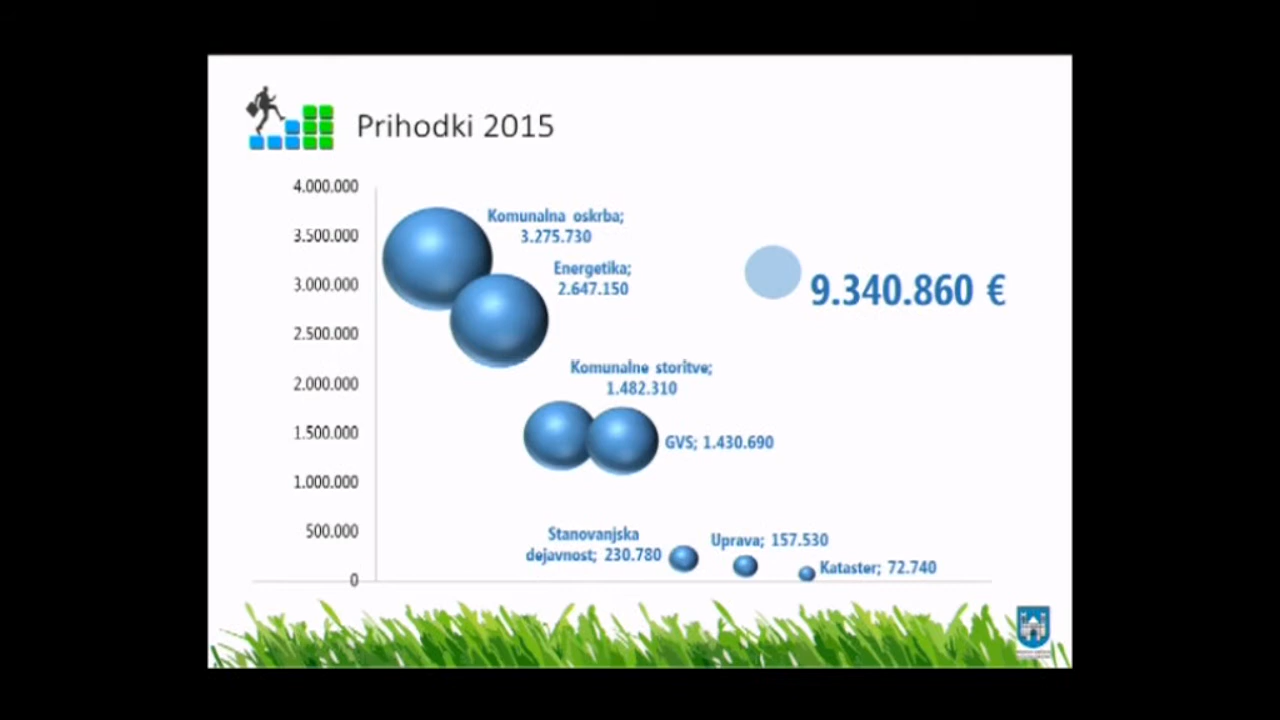 Prihodki 2015
4.000.000
3.500.000
3.000.000
2.500.000
2.000.000
1.500.000
1.000.000
500.000
0
Komunalna oskrba;
3.275.730
Energetika;
2.647.150
9.340.860 €
Komunalne storitve;
1.482.310
GVS; 1.430.690
Stanovanjska
dejavnost; 230.780
Uprava; 157.530
Kataster; 72.740